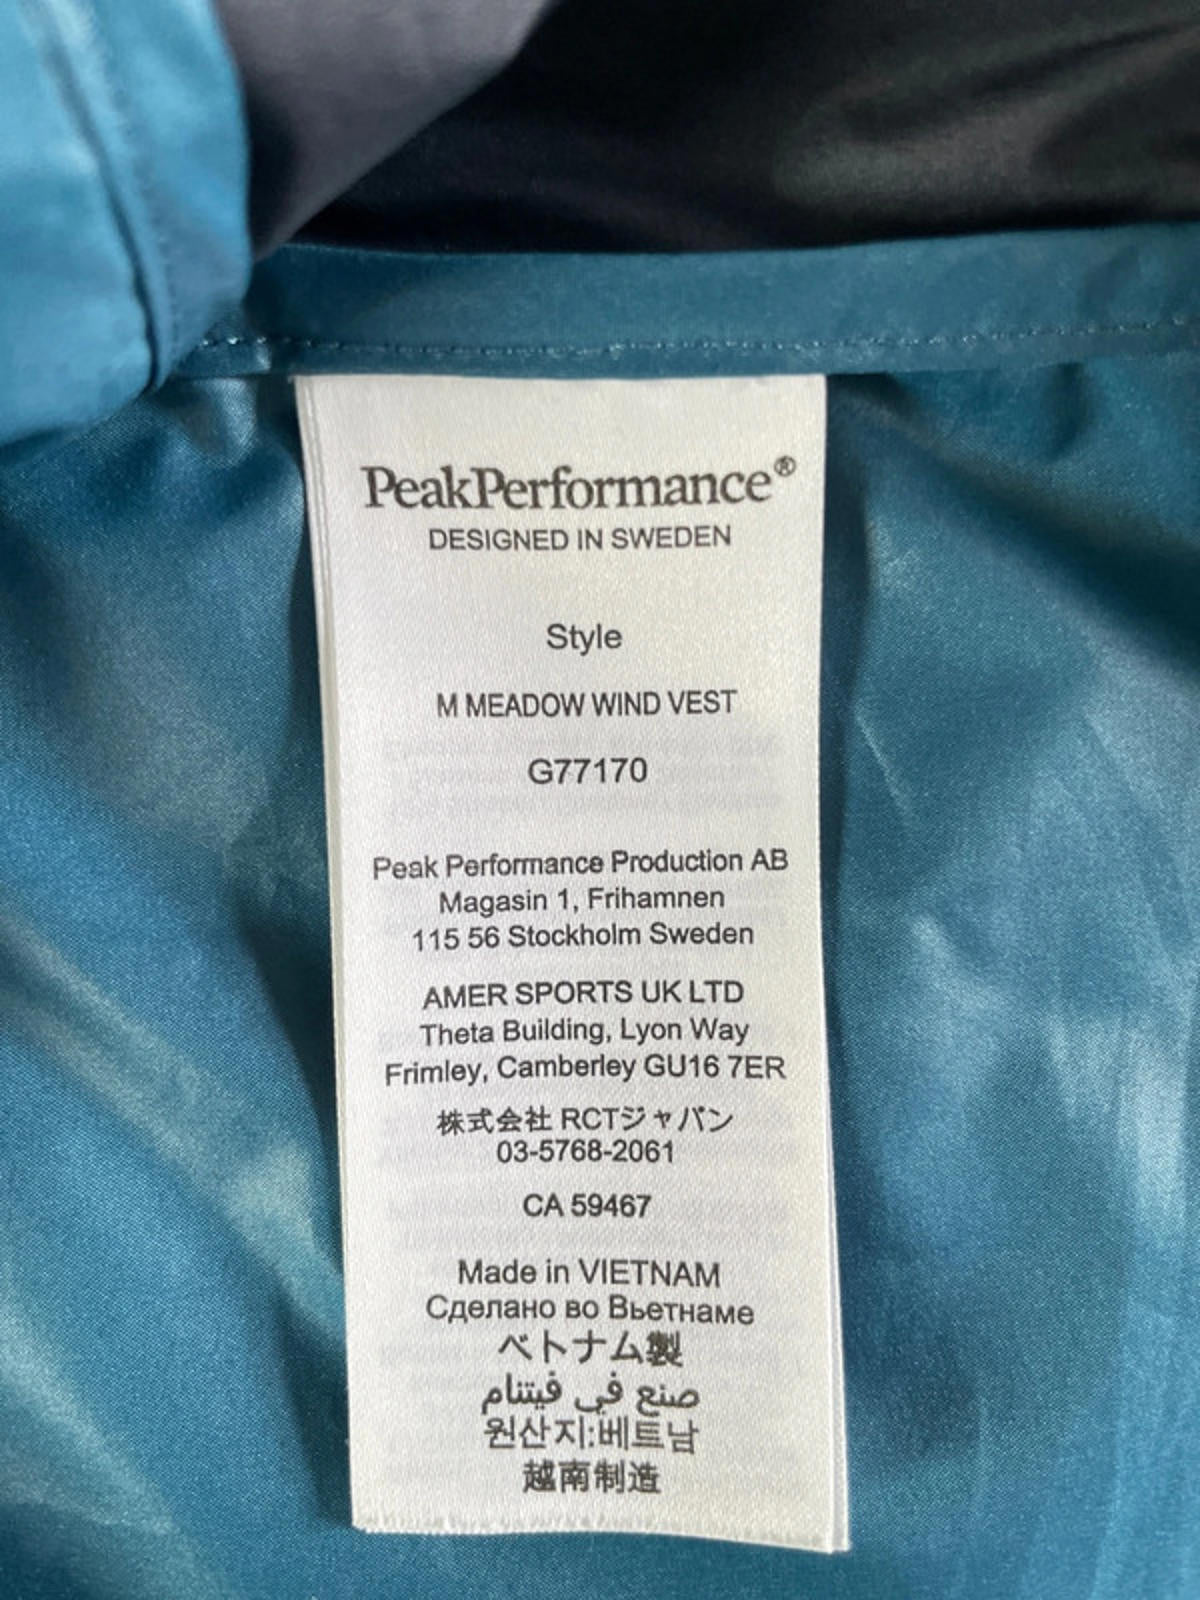 PeakPerformance®
DESIGNED IN SWEDEN
Style
M MEADOW WIND VEST
G77170
Peak Performance Production AB
Magasin 1, Frihamnen
115 56 Stockholm Sweden
AMER SPORTS UK LTD
Theta Building, Lyon Way
Frimley, Camberley GU16 7ER
株式会社 RCTジャパン
03-5768-2061
CA 59467
Made in VIETNAM
Сделано во Вьетнаме
ベトナム製
صنع في فيتنام
원산지:베트남
越南制造